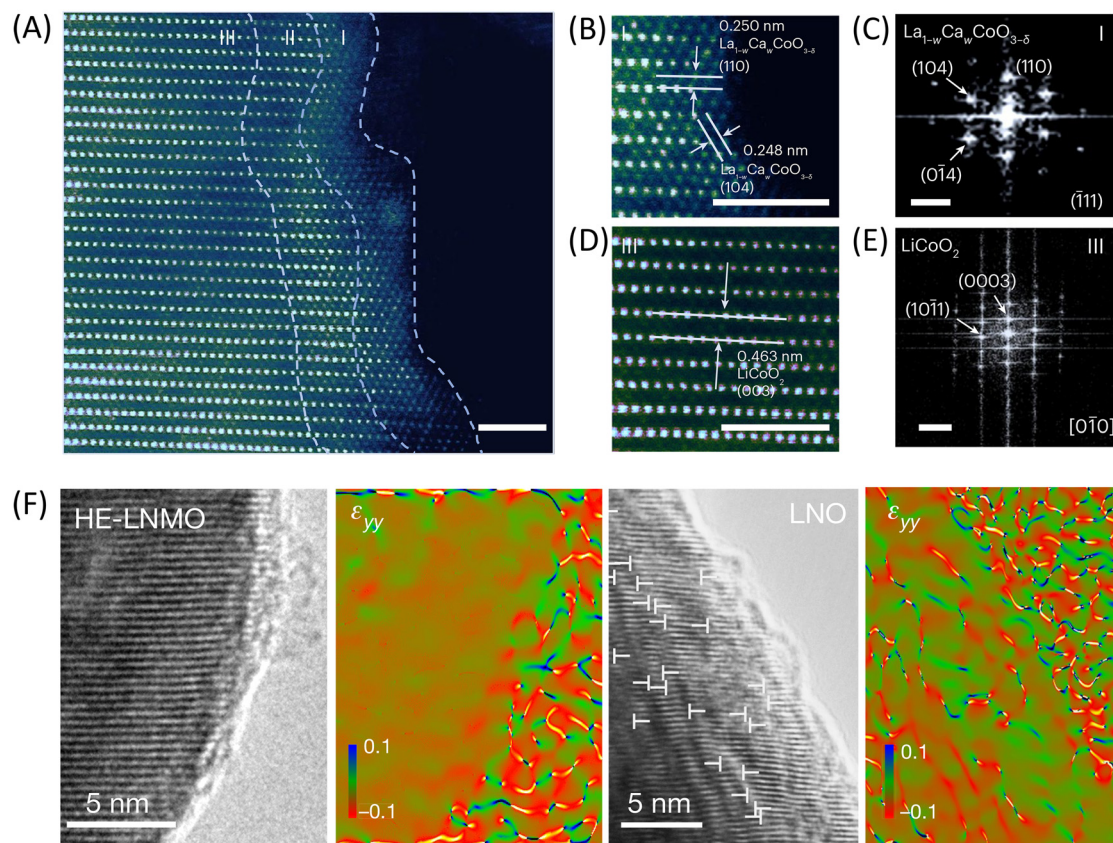 (A)
III
II
I
(B)
I
0.250 nm
La1-wCawCoO3-δ
(110)
0.248 nm
La1-wCawCoO3-δ
(104)
(C)
La1-wCawCoO3-δ
I
(104)
(110)
(01̄4)
(1̄11)
(D)
III
0.463 nm
LiCoO2
(003)
(E)
LiCoO2
III
(0003)
(101̄1)
[01̄0]
(F)
HE-LNMO
5 nm
εyy
0.1
−0.1
LNO
5 nm
εyy
0.1
−0.1